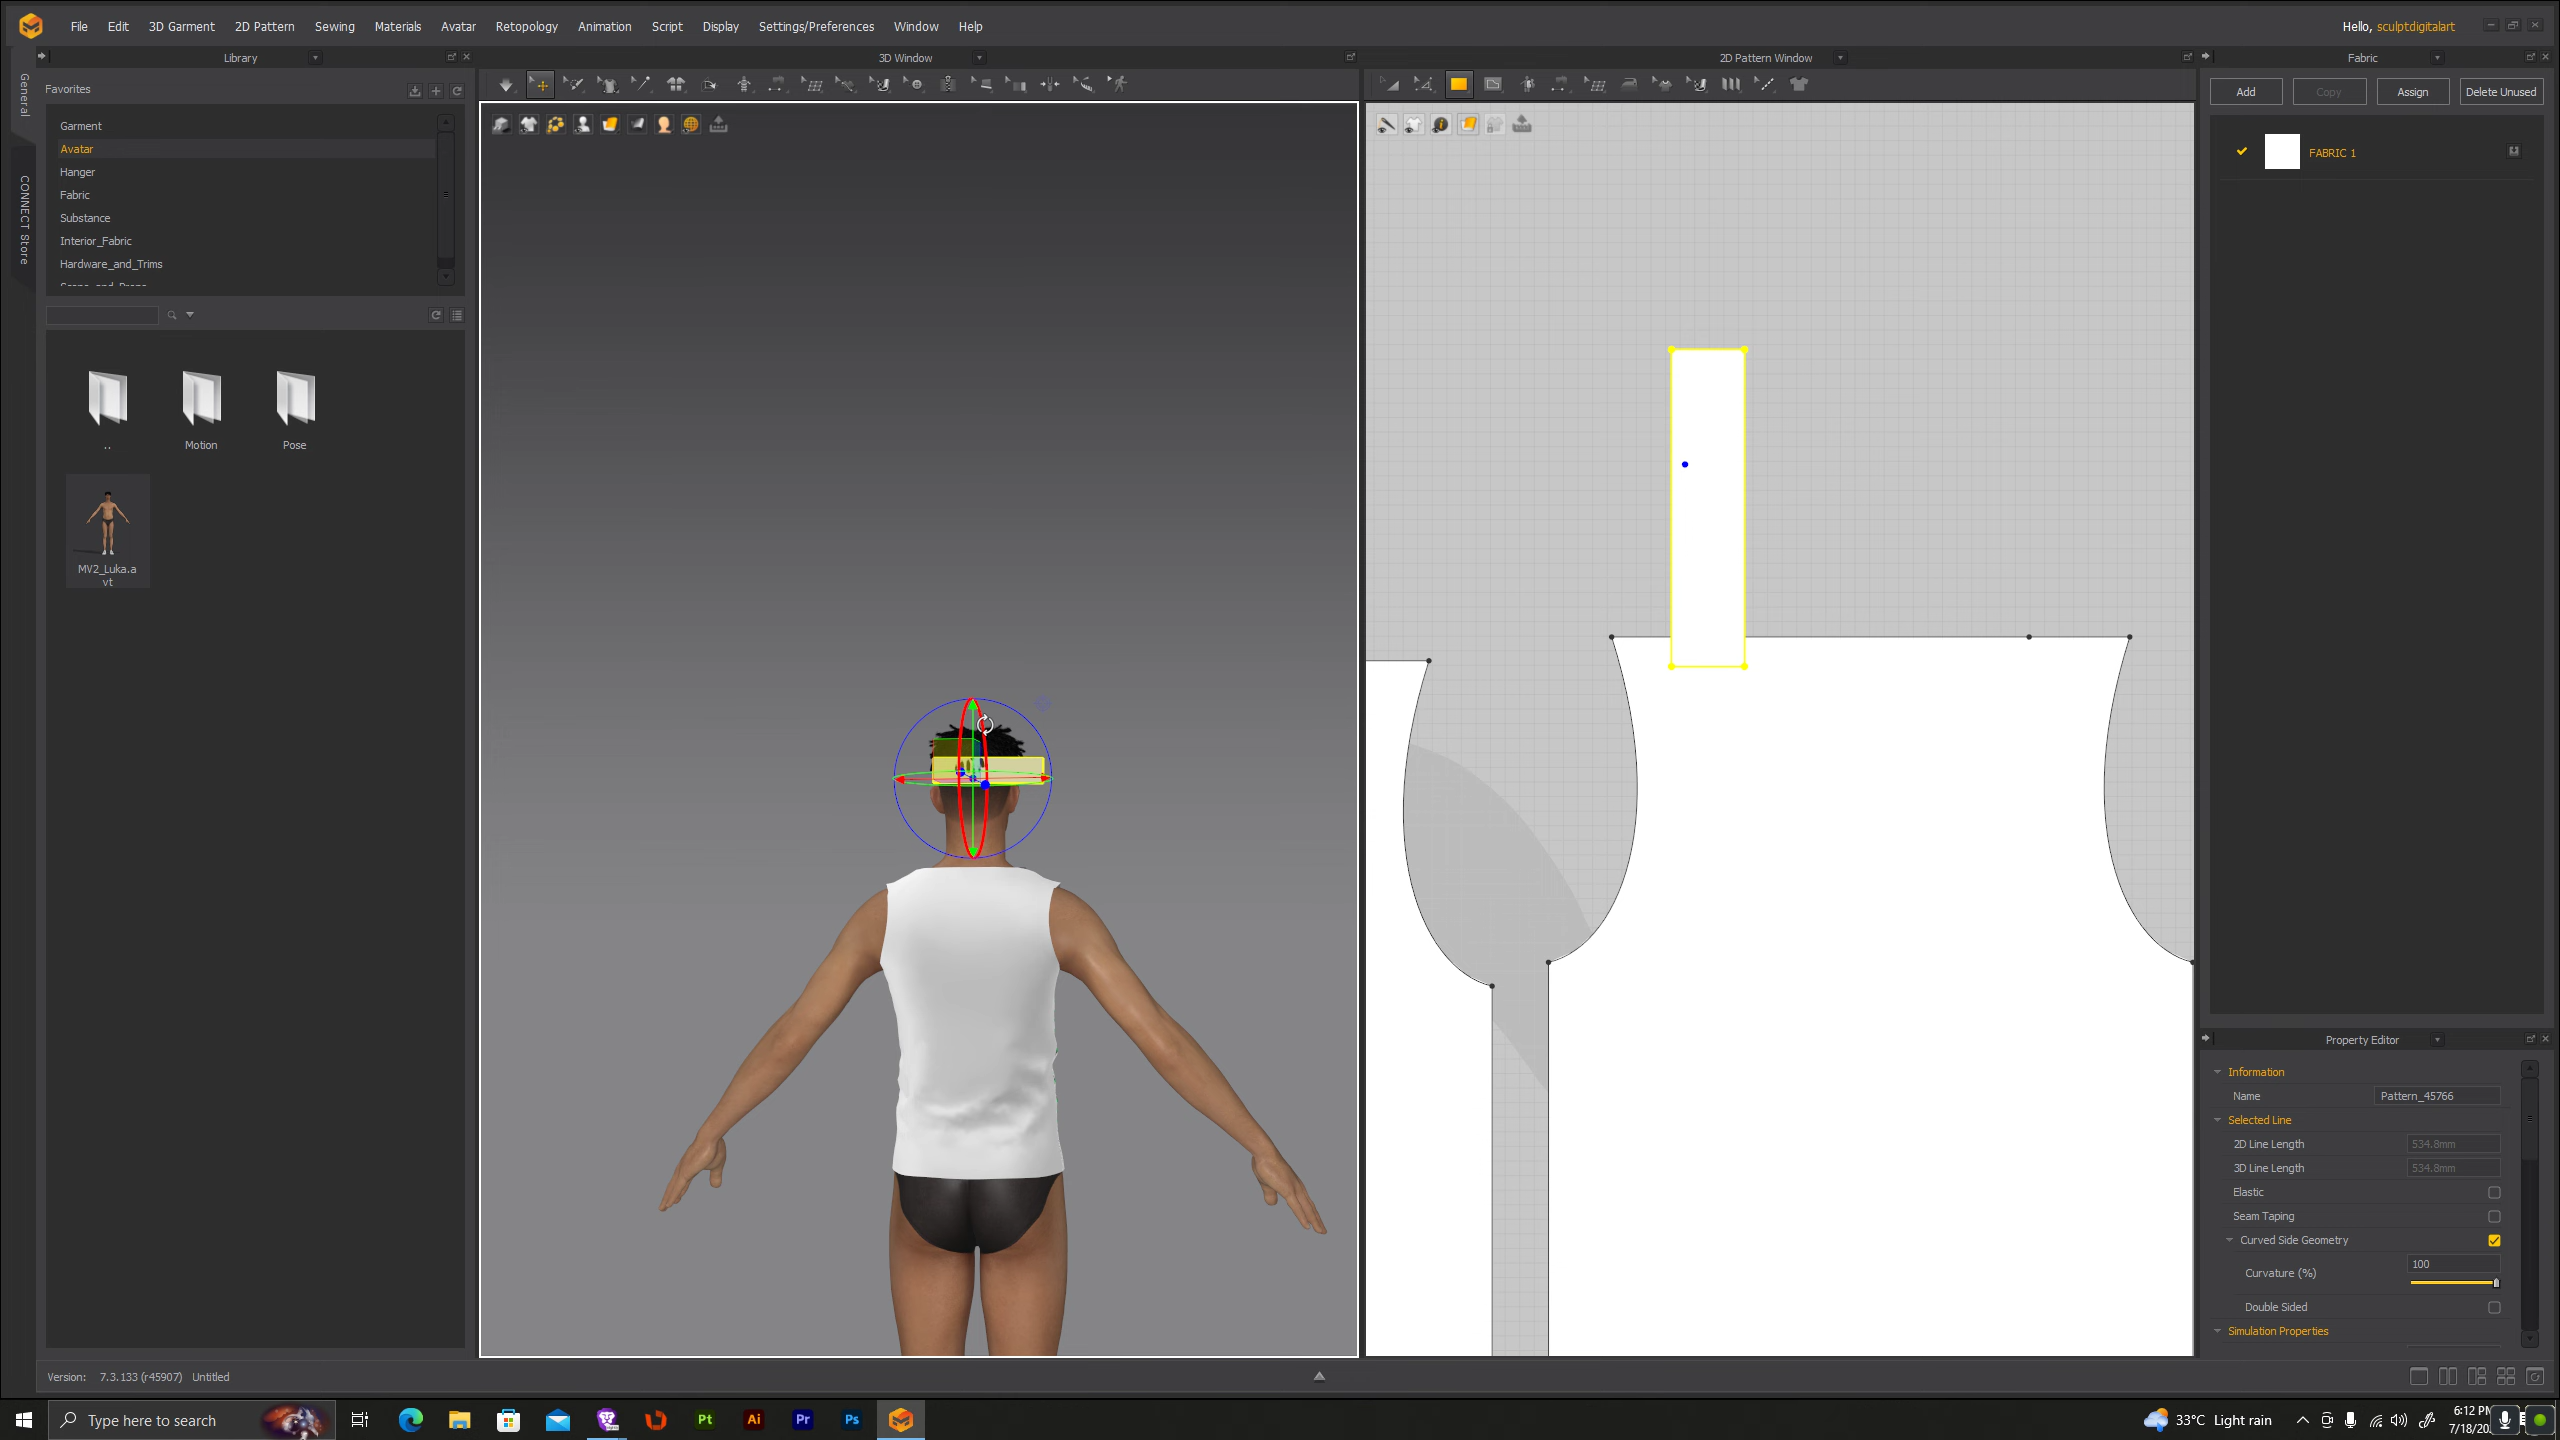 File Edit 3D Garment 2D Pattern Sewing Materials Avatar Retopology Animation Script Display Settings/Preferences Window Help
Hello, sculptdigitalart
Library
3D Window
2D Pattern Window
Fabric
General
CONNECT Store
Favorites
Garment
Avatar
Hanger
Fabric
Substance
Interior_Fabric
Hardware_and_Trims
..
Motion
Pose
MV2_Luka.a
vt
Add
Copy
Assign
Delete Unused
FABRIC 1
Property Editor
Information
Name
Pattern_45766
Selected Line
2D Line Length
534.8mm
3D Line Length
534.8mm
Elastic
Seam Taping
Curved Side Geometry
Curvature (%)
100
Double Sided
Simulation Properties
Version: 7.3.133 (r45907) Untitled
Type here to search
Pt
Ai
Pr
Ps
33°C Light rain